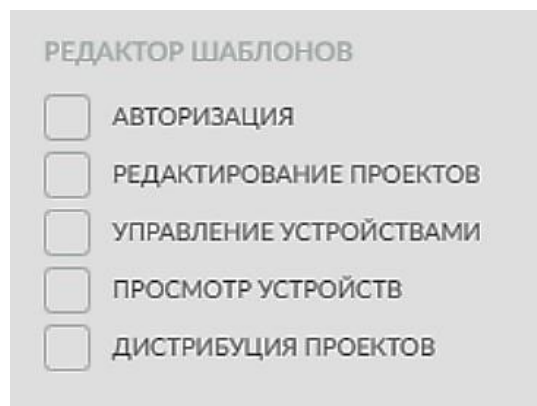 РЕДАКТОР ШАБЛОНОВ
АВТОРИЗАЦИЯ
РЕДАКТИРОВАНИЕ ПРОЕКТОВ
УПРАВЛЕНИЕ УСТРОЙСТВАМИ
ПРОСМОТР УСТРОЙСТВ
ДИСТРИБУЦИЯ ПРОЕКТОВ